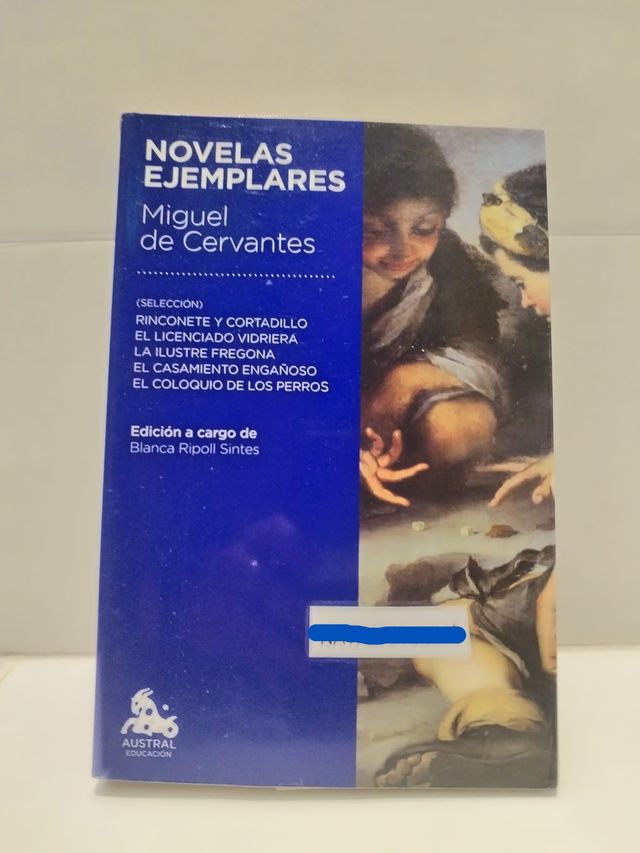 NOVELAS
EJEMPLARES
Miguel
de Cervantes
(SELECCIÓN)
RINCONETE Y CORTADILLO
EL LICENCIADO VIDRIERA
LA ILUSTRE FREGONA
EL CASAMIENTO ENGAÑOSO
EL COLOQUIO DE LOS PERROS
Edición a cargo de
Blanca Ripoll Sintes
AUSTRAL
EDUCACIÓN